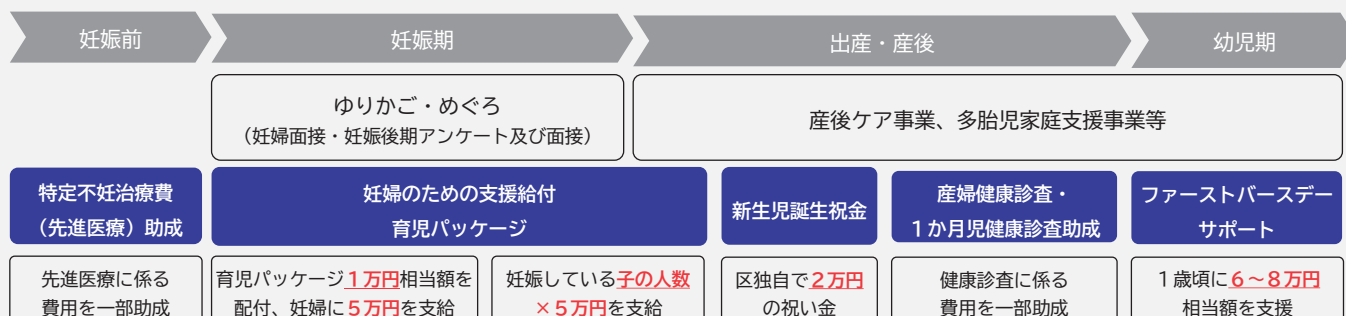 妊娠前
妊娠期
出産・産後
幼児期
ゆりかご・めぐろ
（妊婦面接・妊娠後期アンケート及び面接）
産後ケア事業、多胎児家庭支援事業等
特定不妊治療費
（先進医療）助成
妊婦のための支援給付
育児パッケージ
新生児誕生祝金
産婦健康診査・
１か月児健康診査助成
ファーストバースデー
サポート
先進医療に係る
費用を一部助成
育児パッケージ１万円相当額を
配付、妊婦に５万円を支給
妊娠している子の人数
×５万円を支給
区独自で２万円
の祝い金
健康診査に係る
費用を一部助成
１歳頃に６～８万円
相当額を支援